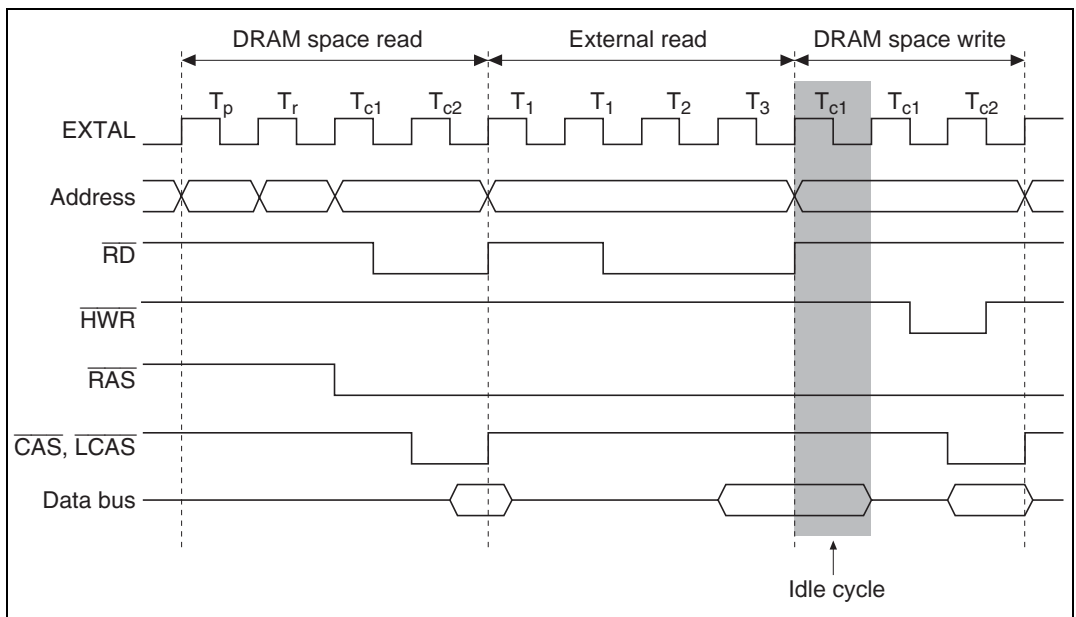 DRAM space read External read DRAM space write
Tp Tr Tc1 Tc2 T1 T1 T2 T3 Tc1 Tc1 Tc2
EXTAL
Address
RD
HWR
RAS
CAS, LCAS
Data bus
Idle cycle